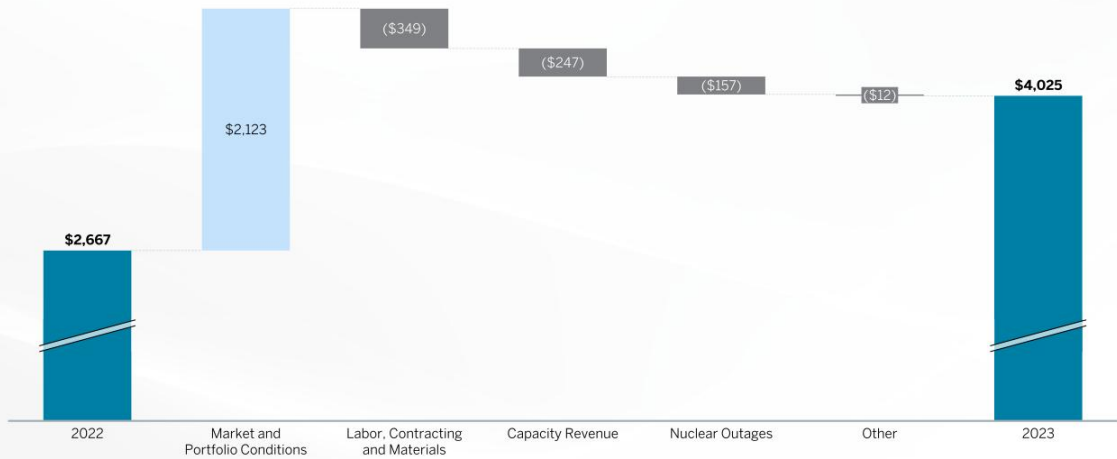 ($349)
($247)
($157)
($12)
$4,025
$2,123
$2,667
2022
Market and
Portfolio Conditions
Labor, Contracting
and Materials
Capacity Revenue
Nuclear Outages
Other
2023